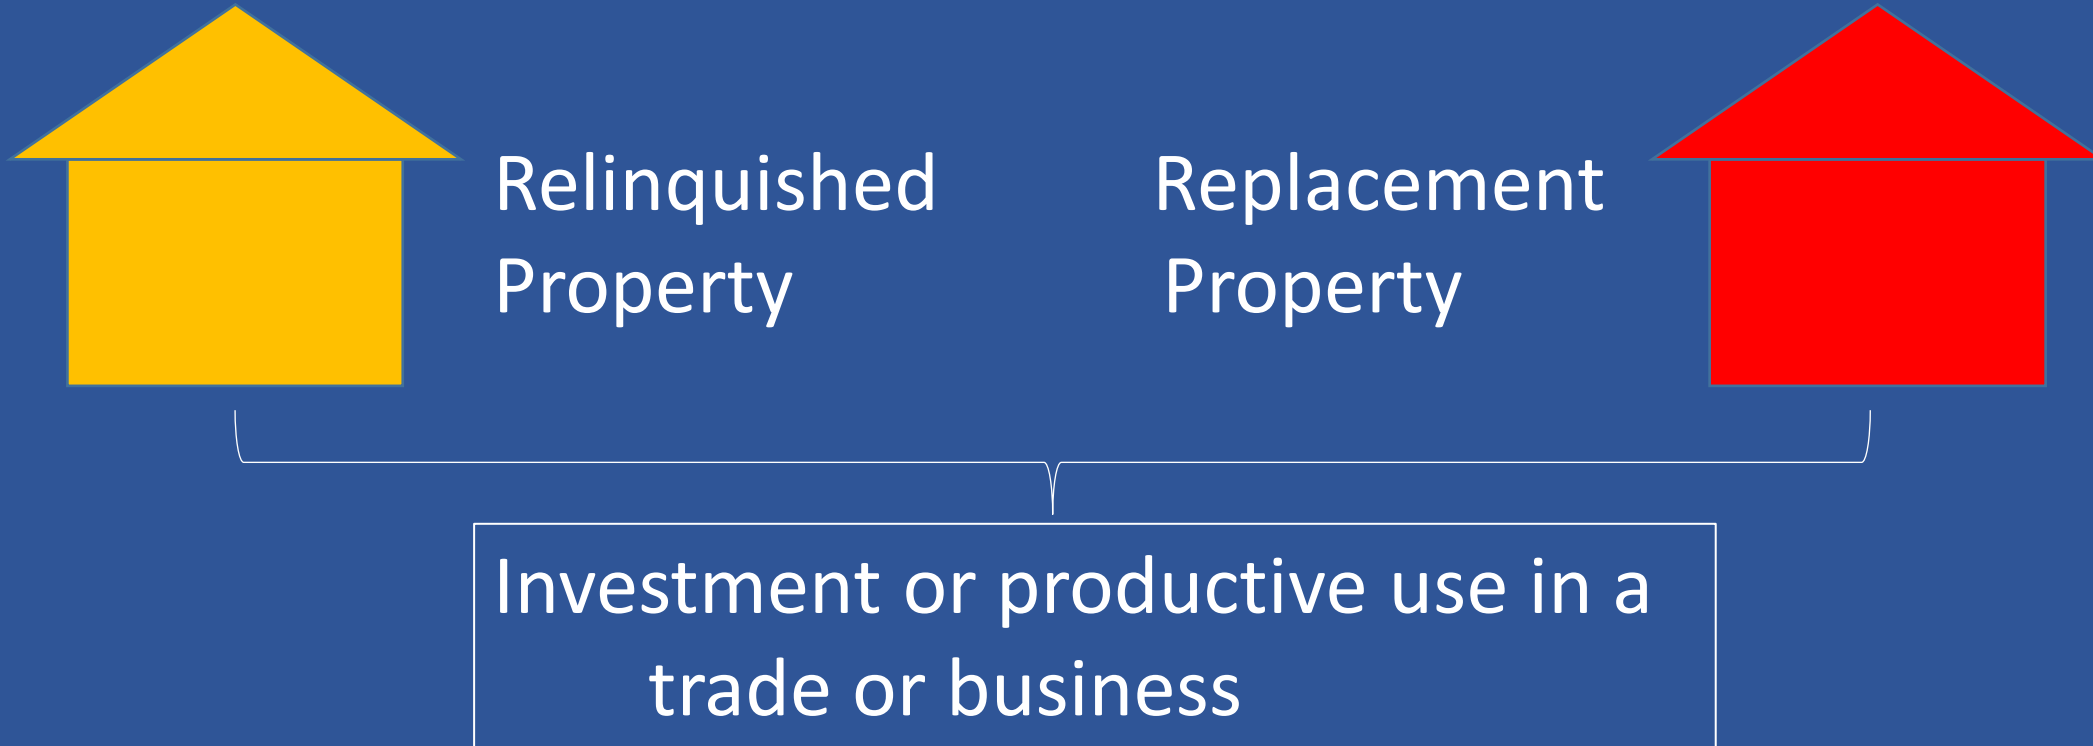 Relinquished
Property
Replacement
Property
Investment or productive use in a
trade or business